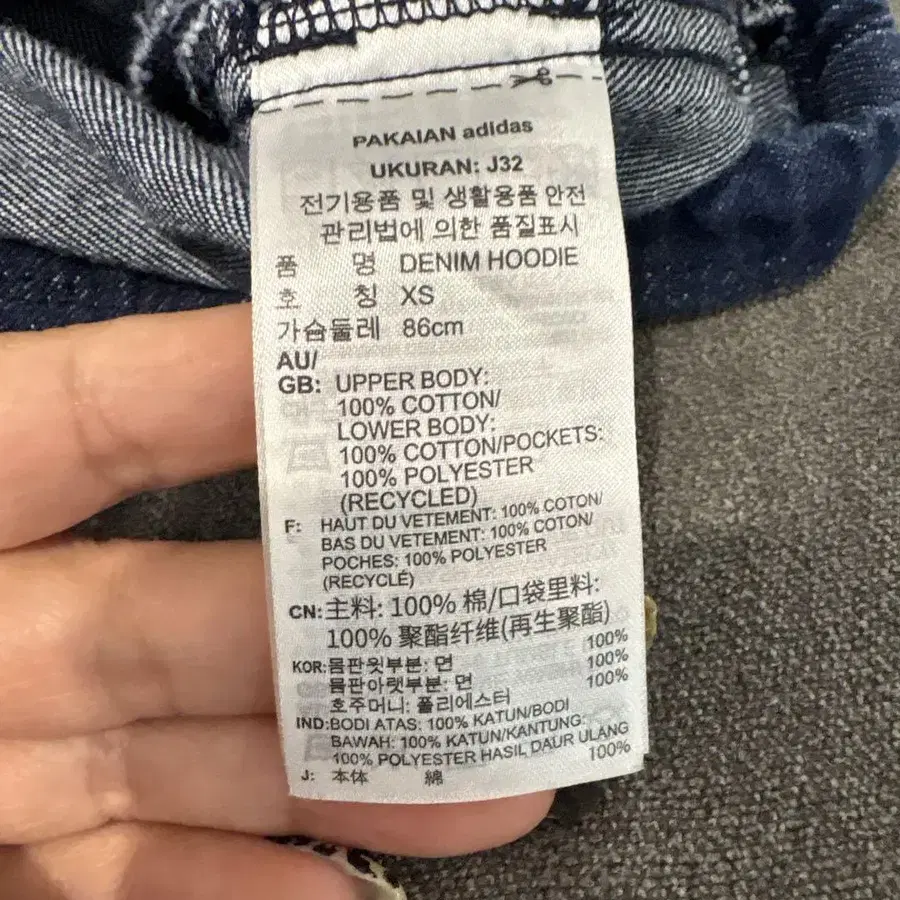 PAKAIAN adidas
UKURAN: J32
전기용품 및 생활용품 안전
관리법에 의한 품질표시
품 명 DENIM HOODIE
호 칭 XS
가슴둘레 86cm
AU/
GB: UPPER BODY:
100% COTTON/
LOWER BODY:
100% COTTON/POCKETS:
100% POLYESTER
(RECYCLED)
F: HAUT DU VETEMENT: 100% COTON/
BAS DU VETEMENT: 100% COTON/
POCHES: 100% POLYESTER
(RECYCLÉ)
CN: 主料: 100% 棉/口袋里料:
100% 聚酯纤维(再生聚酯)
KOR: 몸판윗부분: 면 100%
몸판아랫부분: 면 100%
호주머니: 폴리에스터 100%
IND: BODI ATAS: 100% KATUN/BODI
BAWAH: 100% KATUN/KANTUNG:
100% POLYESTER HASIL DAUR ULANG
J: 本体 綿 100%